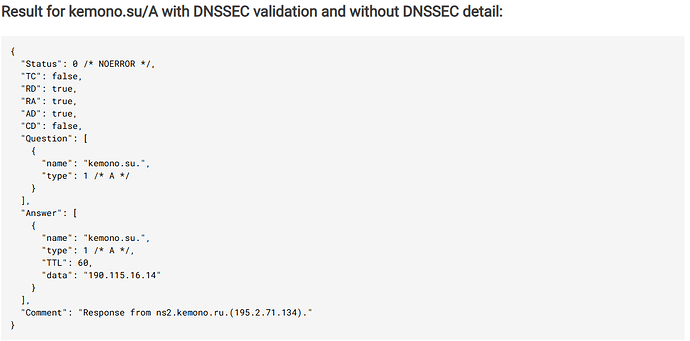 Result for kemono.su/A with DNSSEC validation and without DNSSEC detail:
{
  "Status": 0 /* NOERROR */,
  "TC": false,
  "RD": true,
  "RA": true,
  "AD": true,
  "CD": false,
  "Question": [
    {
      "name": "kemono.su.",
      "type": 1 /* A */
    }
  ],
  "Answer": [
    {
      "name": "kemono.su.",
      "type": 1 /* A */,
      "TTL": 60,
      "data": "190.115.16.14"
    }
  ],
  "Comment": "Response from ns2.kemono.ru.(195.2.71.134)."
}